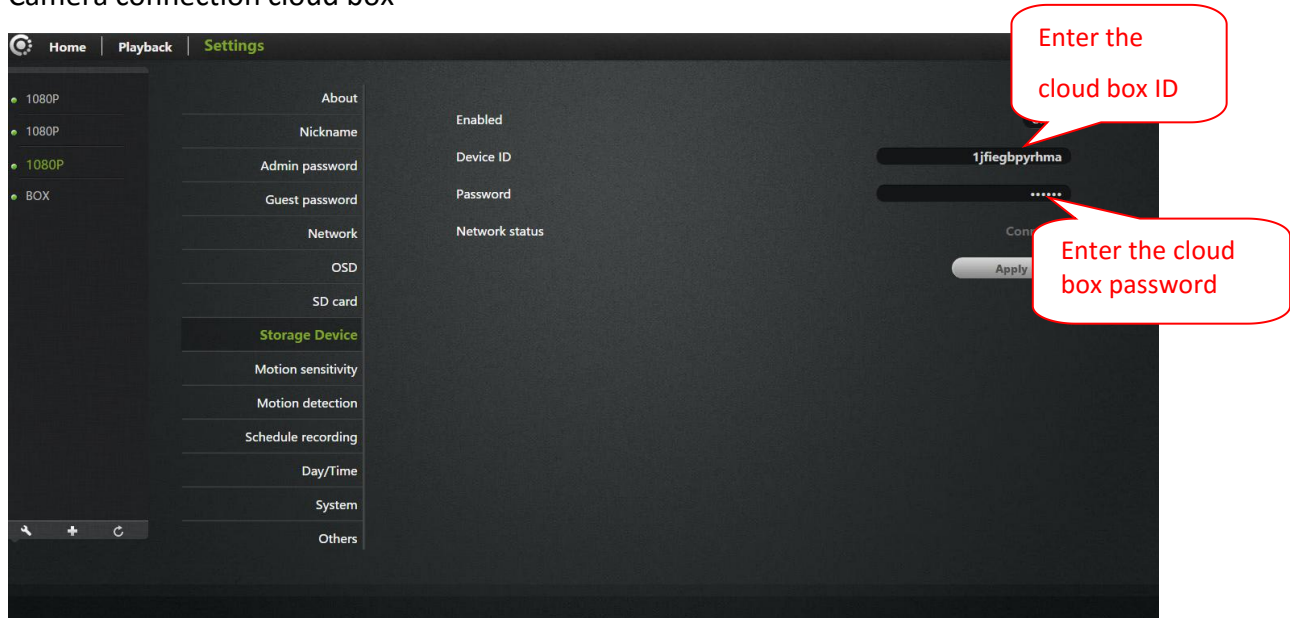 Camera connection cloud box
Home
Playback
Settings
1080P
1080P
1080P
BOX
About
Nickname
Admin password
Guest password
Network
OSD
SD card
Storage Device
Motion sensitivity
Motion detection
Schedule recording
Day/Time
System
Others
Enabled
Device ID
1jfiegbpyrhma
Password
••••••
Network status
Apply
Enter the
cloud box ID
Enter the cloud
box password